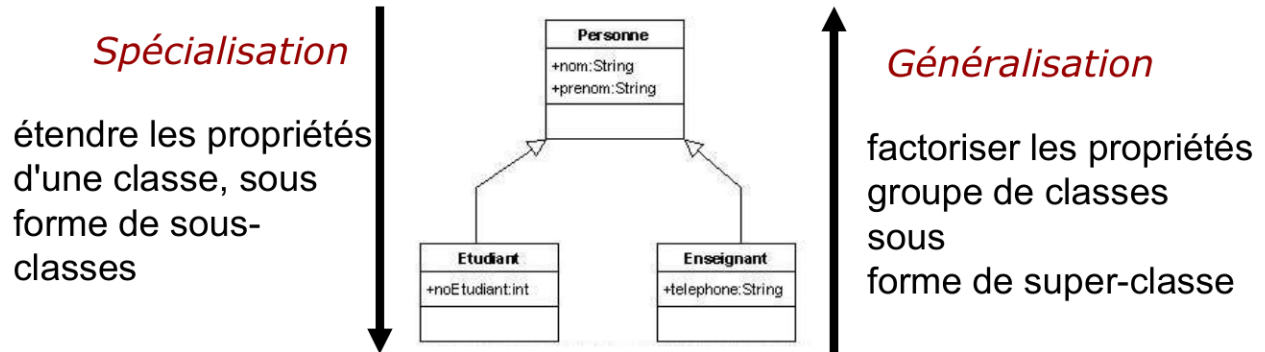 Spécialisation
étendre les propriétés
d'une classe, sous
forme de sous-
classes
Personne
+nom:String
+prenom:String
Etudiant
+noEtudiant:int
Enseignant
+telephone:String
Généralisation
factoriser les propriétés
groupe de classes
sous
forme de super-classe